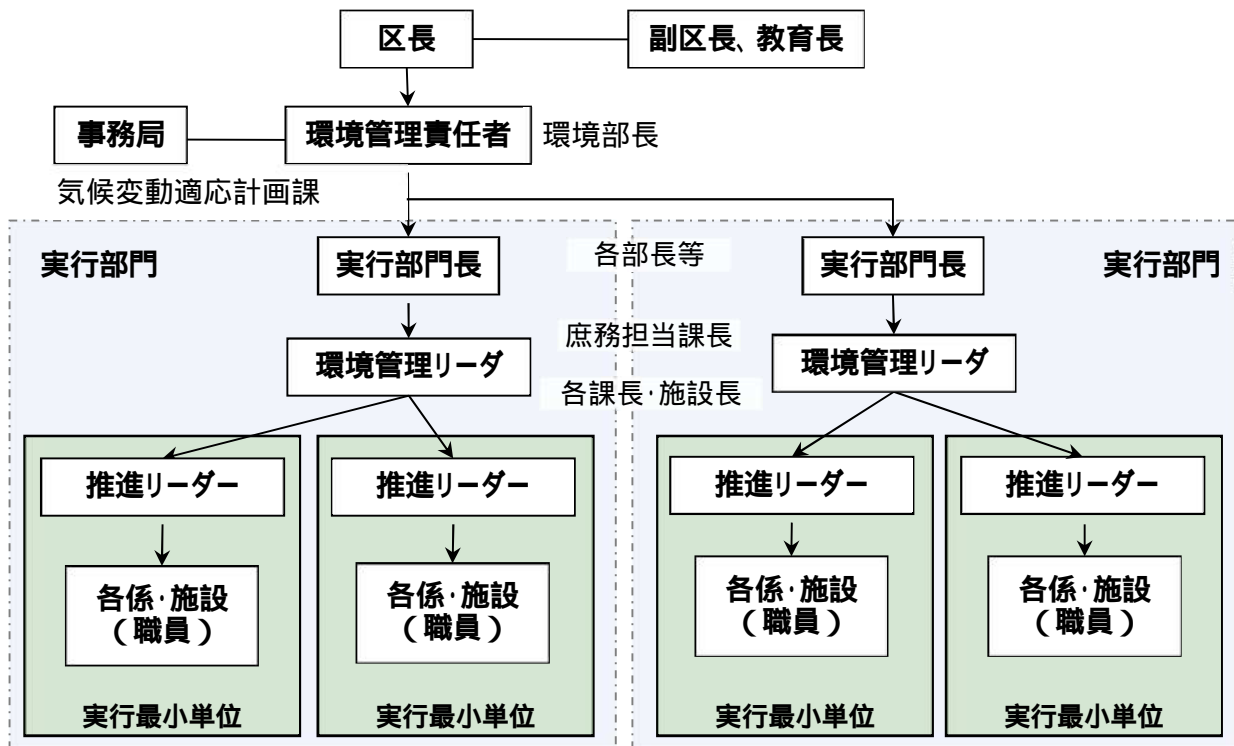 区長
副区長、教育長
事務局
環境管理責任者
環境部長
気候変動適応計画課
実行部門
実行部門長
各部長等
実行部門長
実行部門
庶務担当課長
環境管理リーダ
環境管理リーダ
各課長・施設長
推進リーダー
推進リーダー
推進リーダー
推進リーダー
各係・施設
(職員)
各係・施設
(職員)
各係・施設
(職員)
各係・施設
(職員)
実行最小単位
実行最小単位
実行最小単位
実行最小単位